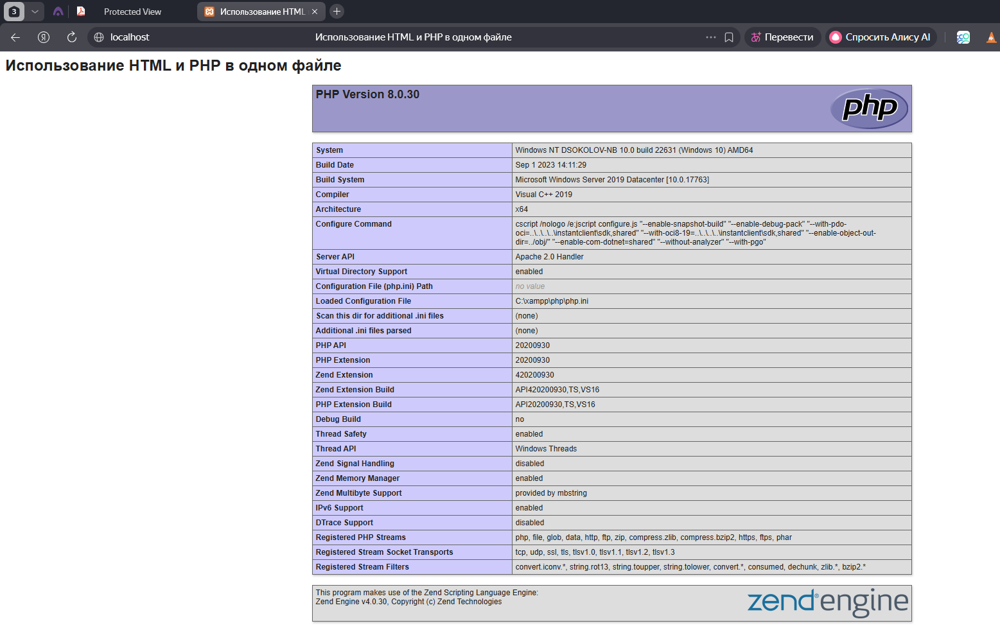 3
Protected View
Использование HTML
localhost
Использование HTML и PHP в одном файле
Перевести
Спросить Алису AI
Использование HTML и PHP в одном файле
PHP Version 8.0.30
php
System Windows NT DSOKOLOV-NB 10.0 build 22631 (Windows 10) AMD64
Build Date Sep 1 2023 14:11:29
Build System Microsoft Windows Server 2019 Datacenter [10.0.17763]
Compiler Visual C++ 2019
Architecture x64
Configure Command cscript /nologo /e:jscript configure.js "--enable-snapshot-build" "--enable-debug-pack" "--with-pdo-
oci=..\..\..\..\instantclient\sdk,shared" "--with-oci8-19=..\..\..\..\instantclient\sdk,shared" "--enable-object-out-
dir=../obj/" "--enable-com-dotnet=shared" "--without-analyzer" "--with-pgo"
Server API Apache 2.0 Handler
Virtual Directory Support enabled
Configuration File (php.ini) Path no value
Loaded Configuration File C:\xampp\php\php.ini
Scan this dir for additional .ini files (none)
Additional .ini files parsed (none)
PHP API 20200930
PHP Extension 20200930
Zend Extension 420200930
Zend Extension Build API420200930,TS,VS16
PHP Extension Build API20200930,TS,VS16
Debug Build no
Thread Safety enabled
Thread API Windows Threads
Zend Signal Handling disabled
Zend Memory Manager enabled
Zend Multibyte Support provided by mbstring
IPv6 Support enabled
DTrace Support disabled
Registered PHP Streams php, file, glob, data, http, ftp, zip, compress.zlib, compress.bzip2, https, ftps, phar
Registered Stream Socket Transports tcp, udp, ssl, tls, tlsv1.0, tlsv1.1, tlsv1.2, tlsv1.3
Registered Stream Filters convert.iconv.*, string.rot13, string.toupper, string.tolower, convert.*, consumed, dechunk, zlib.*, bzip2.*
This program makes use of the Zend Scripting Language Engine:
Zend Engine v4.0.30, Copyright (c) Zend Technologies
zend® engine